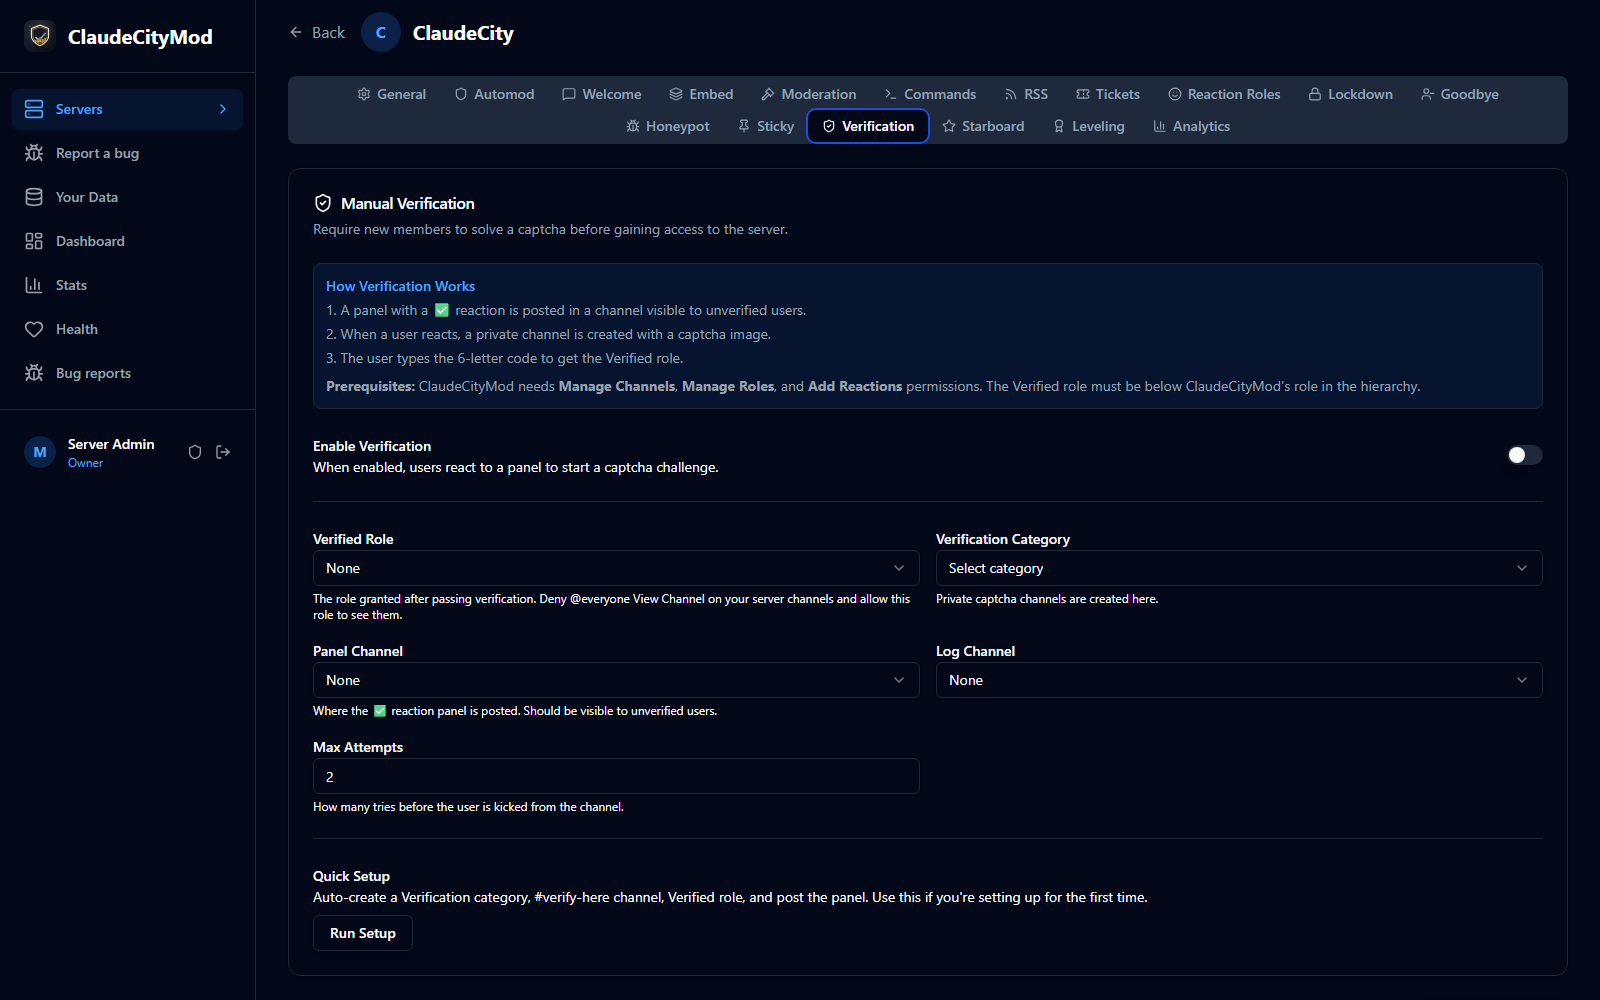 ClaudeCityMod
Servers
Report a bug
Your Data
Dashboard
Stats
Health
Bug reports
M
Server Admin
Owner
Back
C
ClaudeCity
General
Automod
Welcome
Embed
Moderation
Commands
RSS
Tickets
Reaction Roles
Lockdown
Goodbye
Honeypot
Sticky
Verification
Starboard
Leveling
Analytics
Manual Verification
Require new members to solve a captcha before gaining access to the server.
How Verification Works
1. A panel with a ✅ reaction is posted in a channel visible to unverified users.
2. When a user reacts, a private channel is created with a captcha image.
3. The user types the 6-letter code to get the Verified role.
Prerequisites: ClaudeCityMod needs Manage Channels, Manage Roles, and Add Reactions permissions. The Verified role must be below ClaudeCityMod's role in the hierarchy.
Enable Verification
When enabled, users react to a panel to start a captcha challenge.
Verified Role
None
The role granted after passing verification. Deny @everyone View Channel on your server channels and allow this
role to see them.
Verification Category
Select category
Private captcha channels are created here.
Panel Channel
None
Where the ✅ reaction panel is posted. Should be visible to unverified users.
Log Channel
None
Max Attempts
2
How many tries before the user is kicked from the channel.
Quick Setup
Auto-create a Verification category, #verify-here channel, Verified role, and post the panel. Use this if you're setting up for the first time.
Run Setup